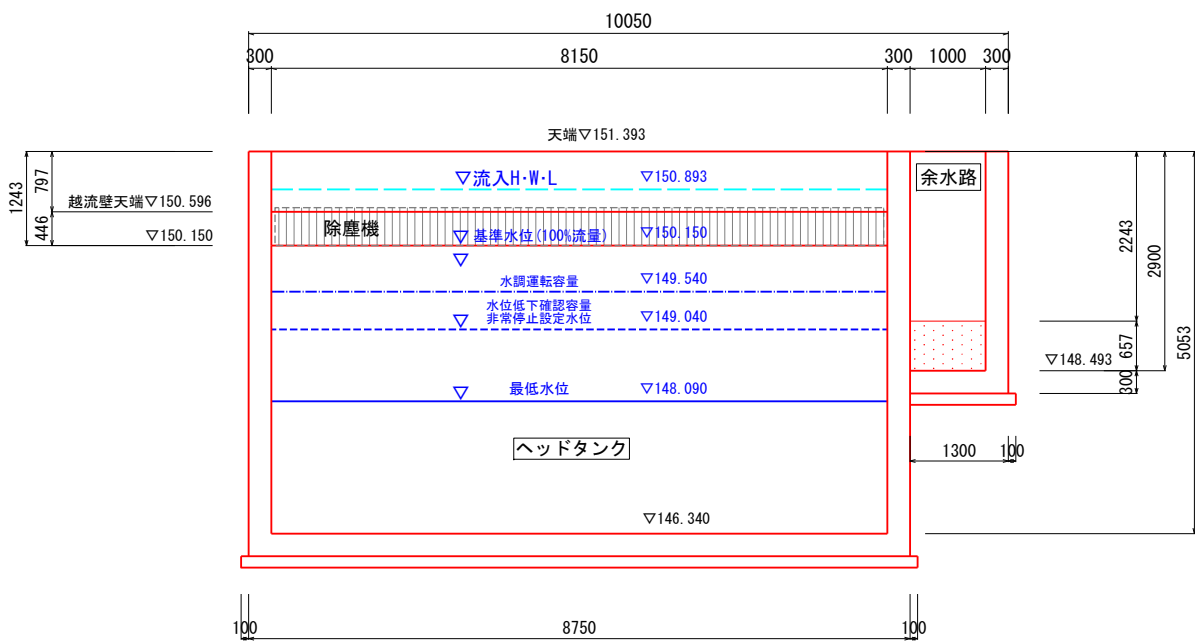 10050
300 8150 300 1000 300
天端▽151.393
1243 797 446
▽流入H・W・L ▽150.893
余水路
越流壁天端▽150.596
除塵機
▽150.150
▽基準水位(100%流量) ▽150.150
▽
水調運転容量 ▽149.540
水位低下確認容量
▽ 非常停止設定水位 ▽149.040
2243 2900
657
▽148.493
300
5053
▽ 最低水位 ▽148.090
ヘッドタンク
1300 100
▽146.340
100 8750 100